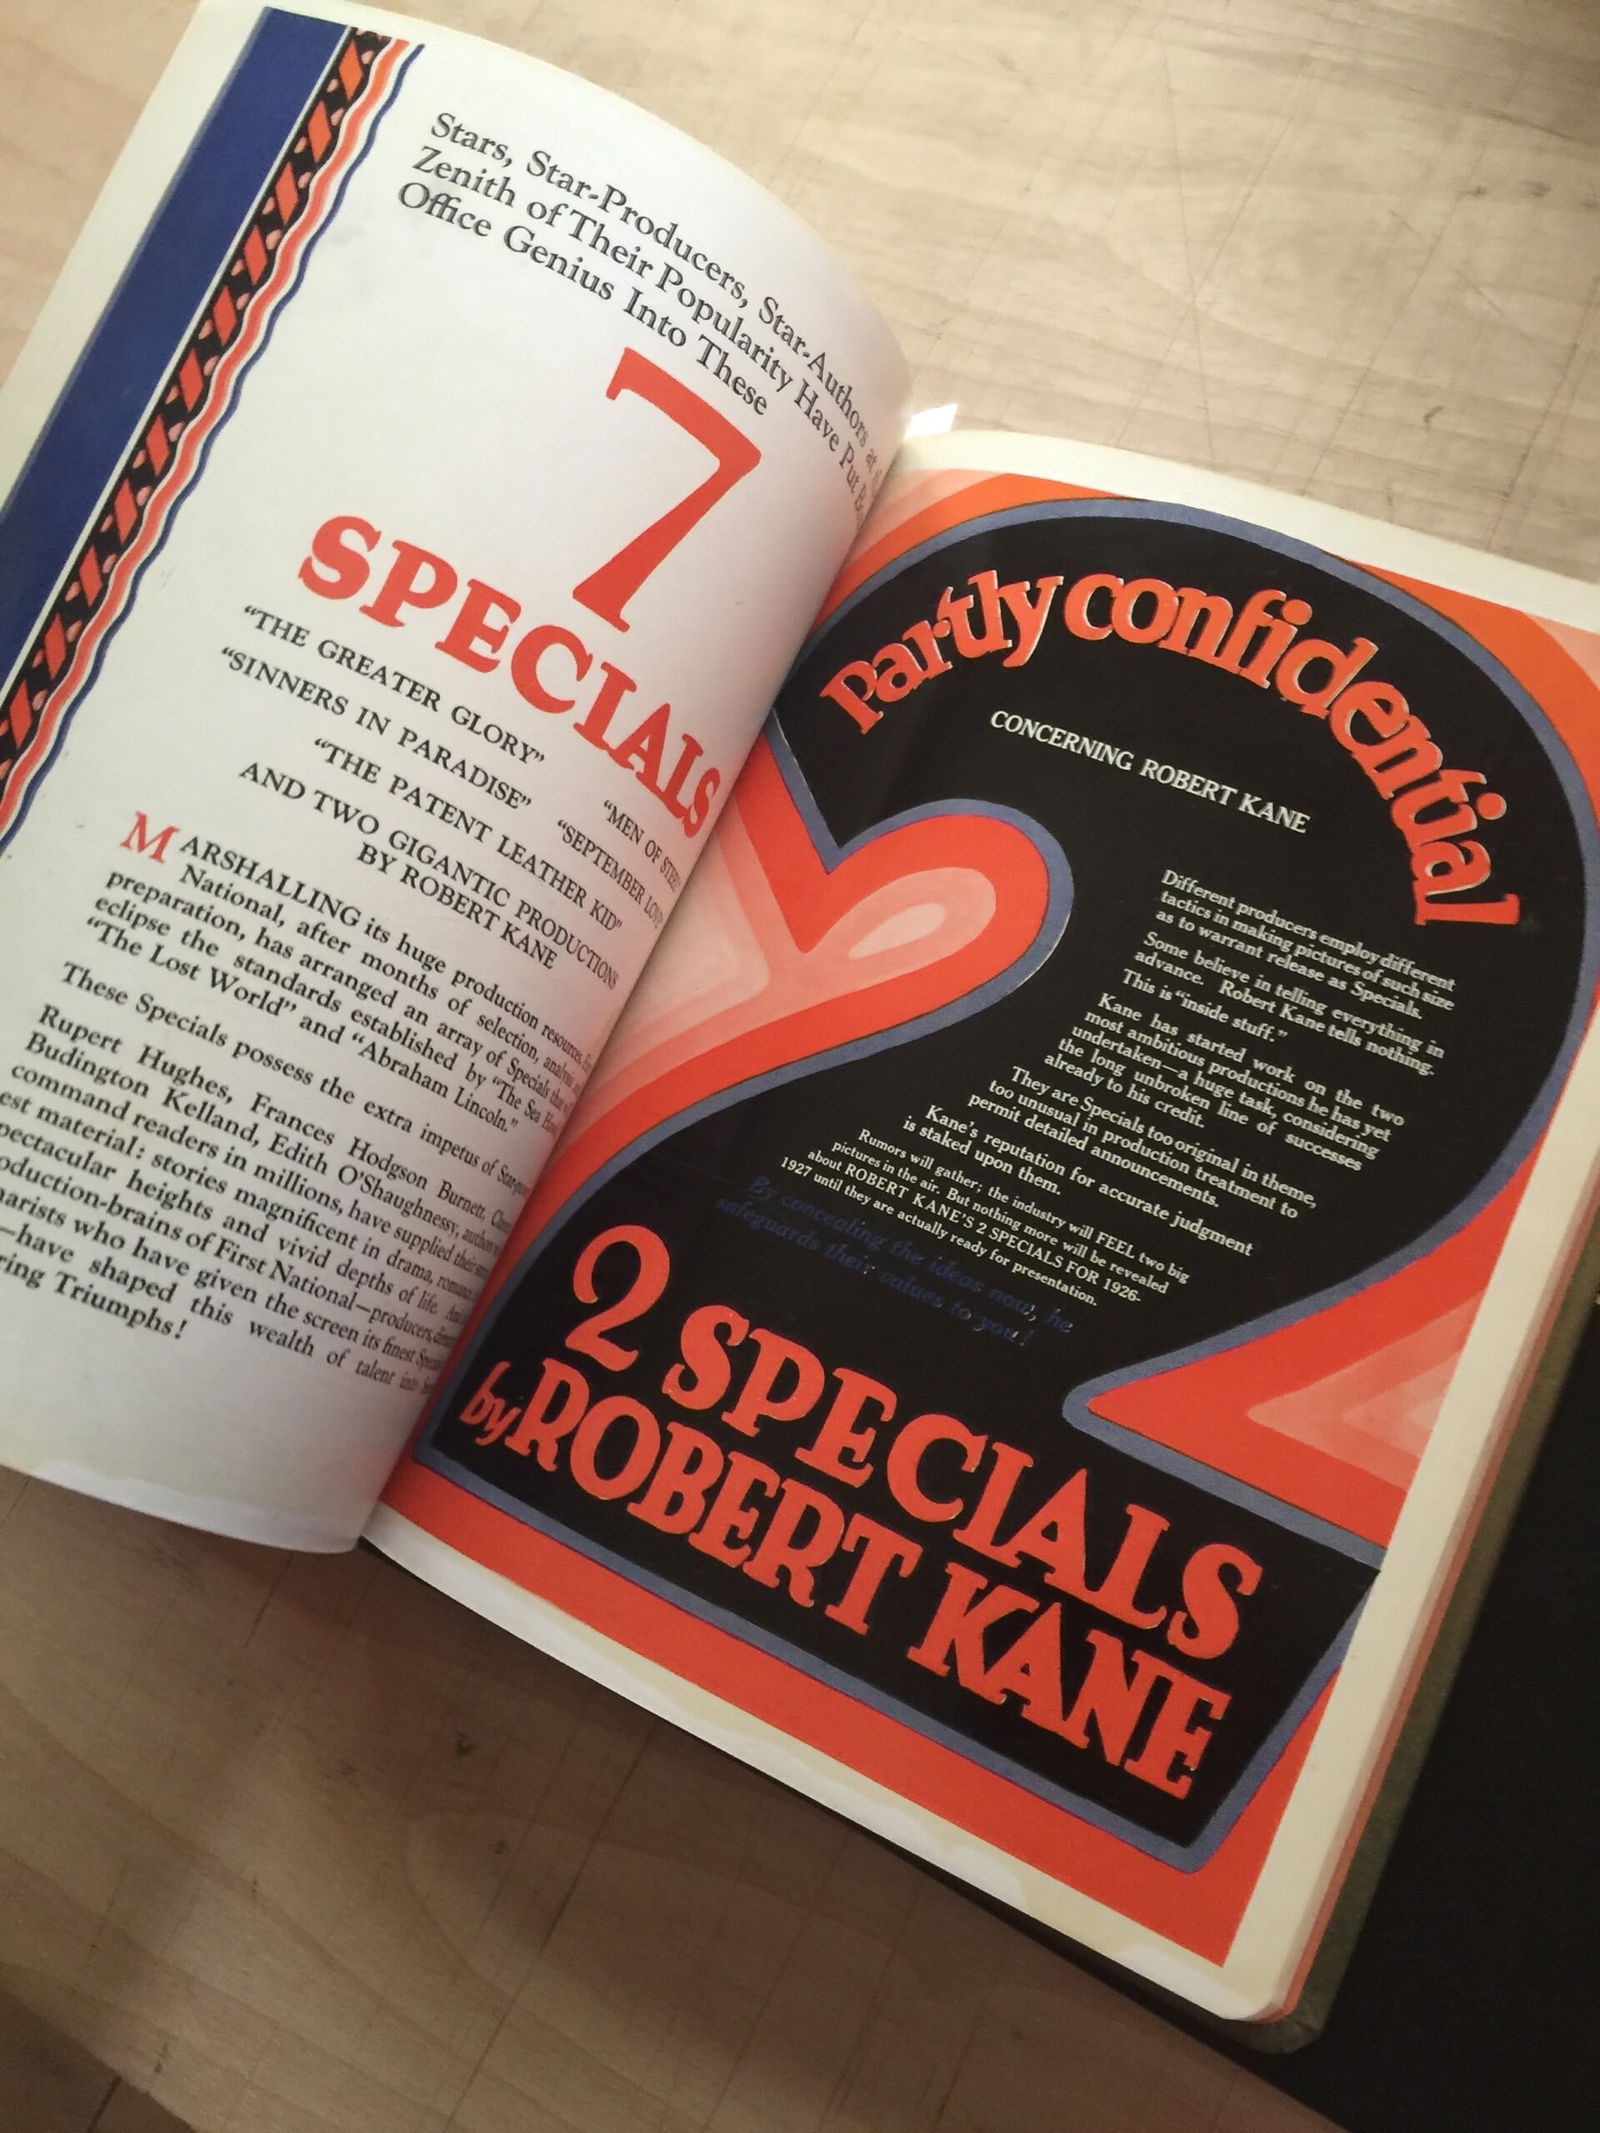 Stars, Star-Producers, Star-Authors at
Zenith of Their Popularity Have Put
Office Genius Into These
7
SPECIALS
"THE GREATER GLORY" "MEN OF STEEL"
"SINNERS IN PARADISE" "SEPTEMBER LOVE"
"THE PATENT LEATHER KID"
AND TWO GIGANTIC PRODUCTIONS
BY ROBERT KANE
MARSHALLING its huge production resources,
National, after months of selection, analysis
preparation, has arranged an array of Specials that
eclipse the standards established by "The Sea
"The Lost World" and "Abraham Lincoln."
These Specials possess the extra impetus of
Rupert Hughes, Frances Hodgson Burnett,
Budington Kelland, Edith O'Shaughnessy, authors
command readers in millions, have supplied their
est material: stories magnificent in drama,
spectacular heights and vivid depths of life.
production-brains of First National—producers,
who have given the screen its finest
—have shaped this wealth of talent into
Triumphs!
Partly confidential
CONCERNING ROBERT KANE
Different producers employ different
tactics in making pictures of such size
as to warrant release as Specials.
Some believe in telling everything in
advance. Robert Kane tells nothing.
This is "inside stuff."
Kane has started work on the two
most ambitious productions he has yet
undertaken—a huge task, considering
the long unbroken line of successes
already to his credit.
They are Specials too original in theme,
too unusual in production treatment to
permit detailed announcements.
Kane's reputation for accurate judgment
is staked upon them.
Rumors will gather; the industry will FEEL two big
pictures in the air. But nothing more will be revealed
about ROBERT KANE'S 2 SPECIALS FOR 1926-
1927 until they are actually ready for presentation.
By concealing the ideas now, he
safeguards their values to you!
2 SPECIALS
by ROBERT KANE